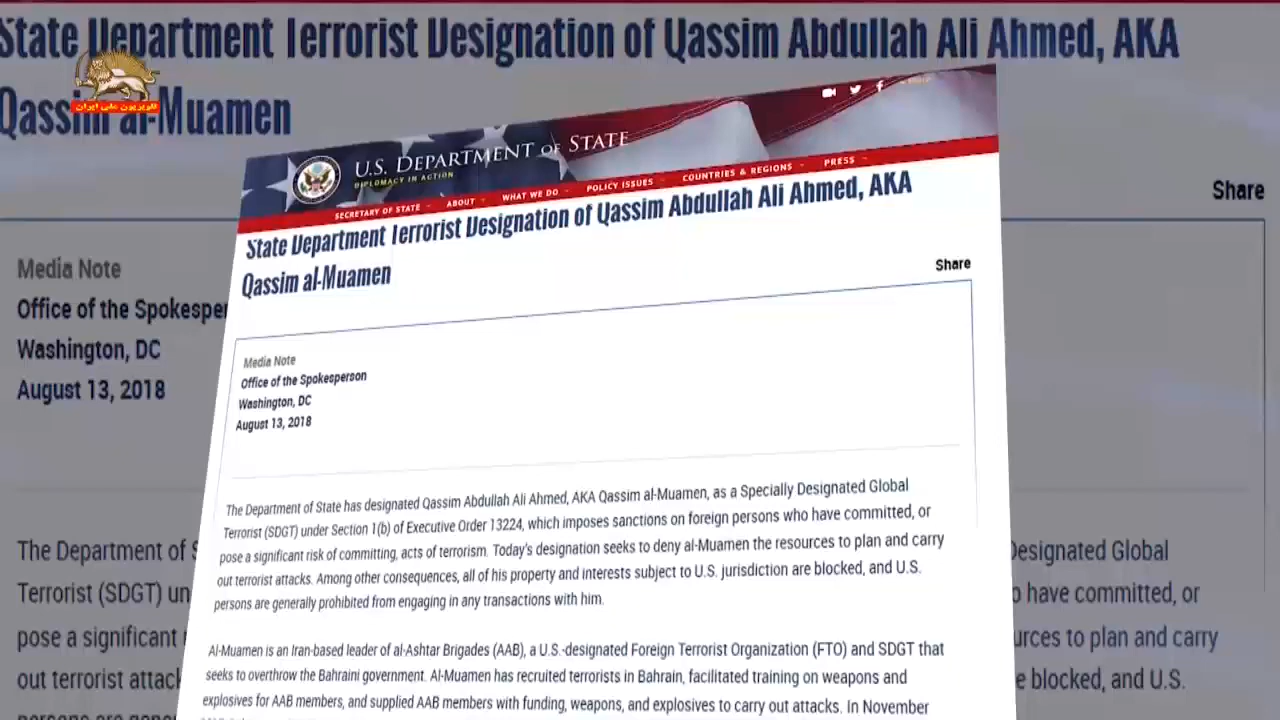 State Department Terrorist Designation of Qassim Abdullah Ali Ahmed, AKA
Qassim al-Muamen
تلویزیون ملی ایران
Share
Media Note
Office of the Spokesper
Washington, DC
August 13, 2018
The Department of S
Terrorist (SDGT) un
pose a significant
out terrorist attack
Designated Global
o have committed, or
urces to plan and carry
e blocked, and U.S.
U.S. DEPARTMENT OF STATE
DIPLOMACY IN ACTION
SECRETARY OF STATE ABOUT WHAT WE DO POLICY ISSUES COUNTRIES & REGIONS PRESS
State Department Terrorist Designation of Qassim Abdullah Ali Ahmed, AKA
Qassim al-Muamen
Share
Media Note
Office of the Spokesperson
Washington, DC
August 13, 2018
The Department of State has designated Qassim Abdullah Ali Ahmed, AKA Qassim al-Muamen, as a Specially Designated Global
Terrorist (SDGT) under Section 1(b) of Executive Order 13224, which imposes sanctions on foreign persons who have committed, or
pose a significant risk of committing, acts of terrorism. Today's designation seeks to deny al-Muamen the resources to plan and carry
out terrorist attacks. Among other consequences, all of his property and interests subject to U.S. jurisdiction are blocked, and U.S.
persons are generally prohibited from engaging in any transactions with him.
Al-Muamen is an Iran-based leader of al-Ashtar Brigades (AAB), a U.S.-designated Foreign Terrorist Organization (FTO) and SDGT that
seeks to overthrow the Bahraini government. Al-Muamen has recruited terrorists in Bahrain, facilitated training on weapons and
explosives for AAB members, and supplied AAB members with funding, weapons, and explosives to carry out attacks. In November